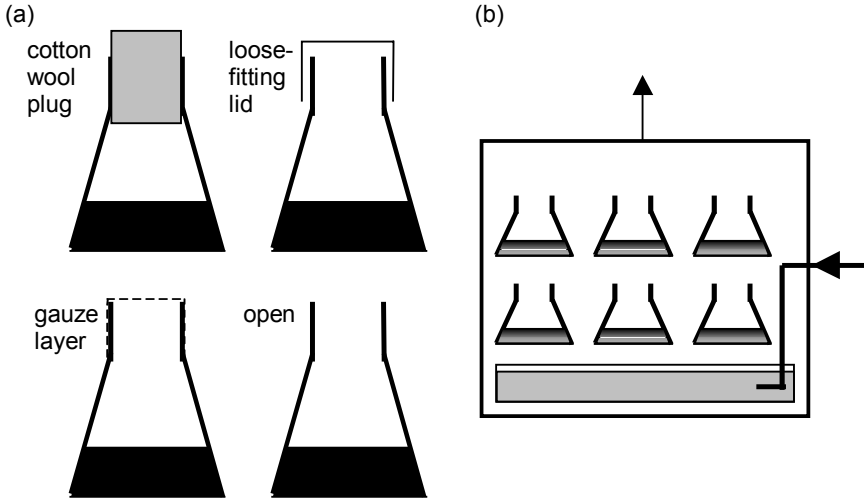 (a)
cotton
wool
plug
loose-
fitting
lid
gauze
layer
open
(b)